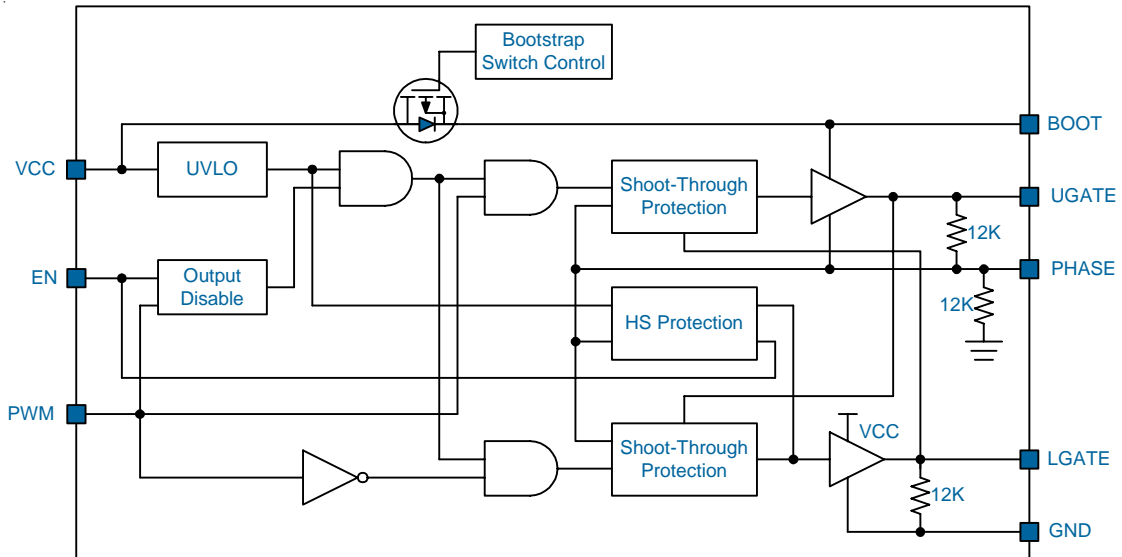 Bootstrap
Switch Control
BOOT
VCC
UVLO
Shoot-Through
Protection
UGATE
12K
EN
Output
Disable
PHASE
12K
HS Protection
PWM
VCC
Shoot-Through
Protection
LGATE
12K
GND